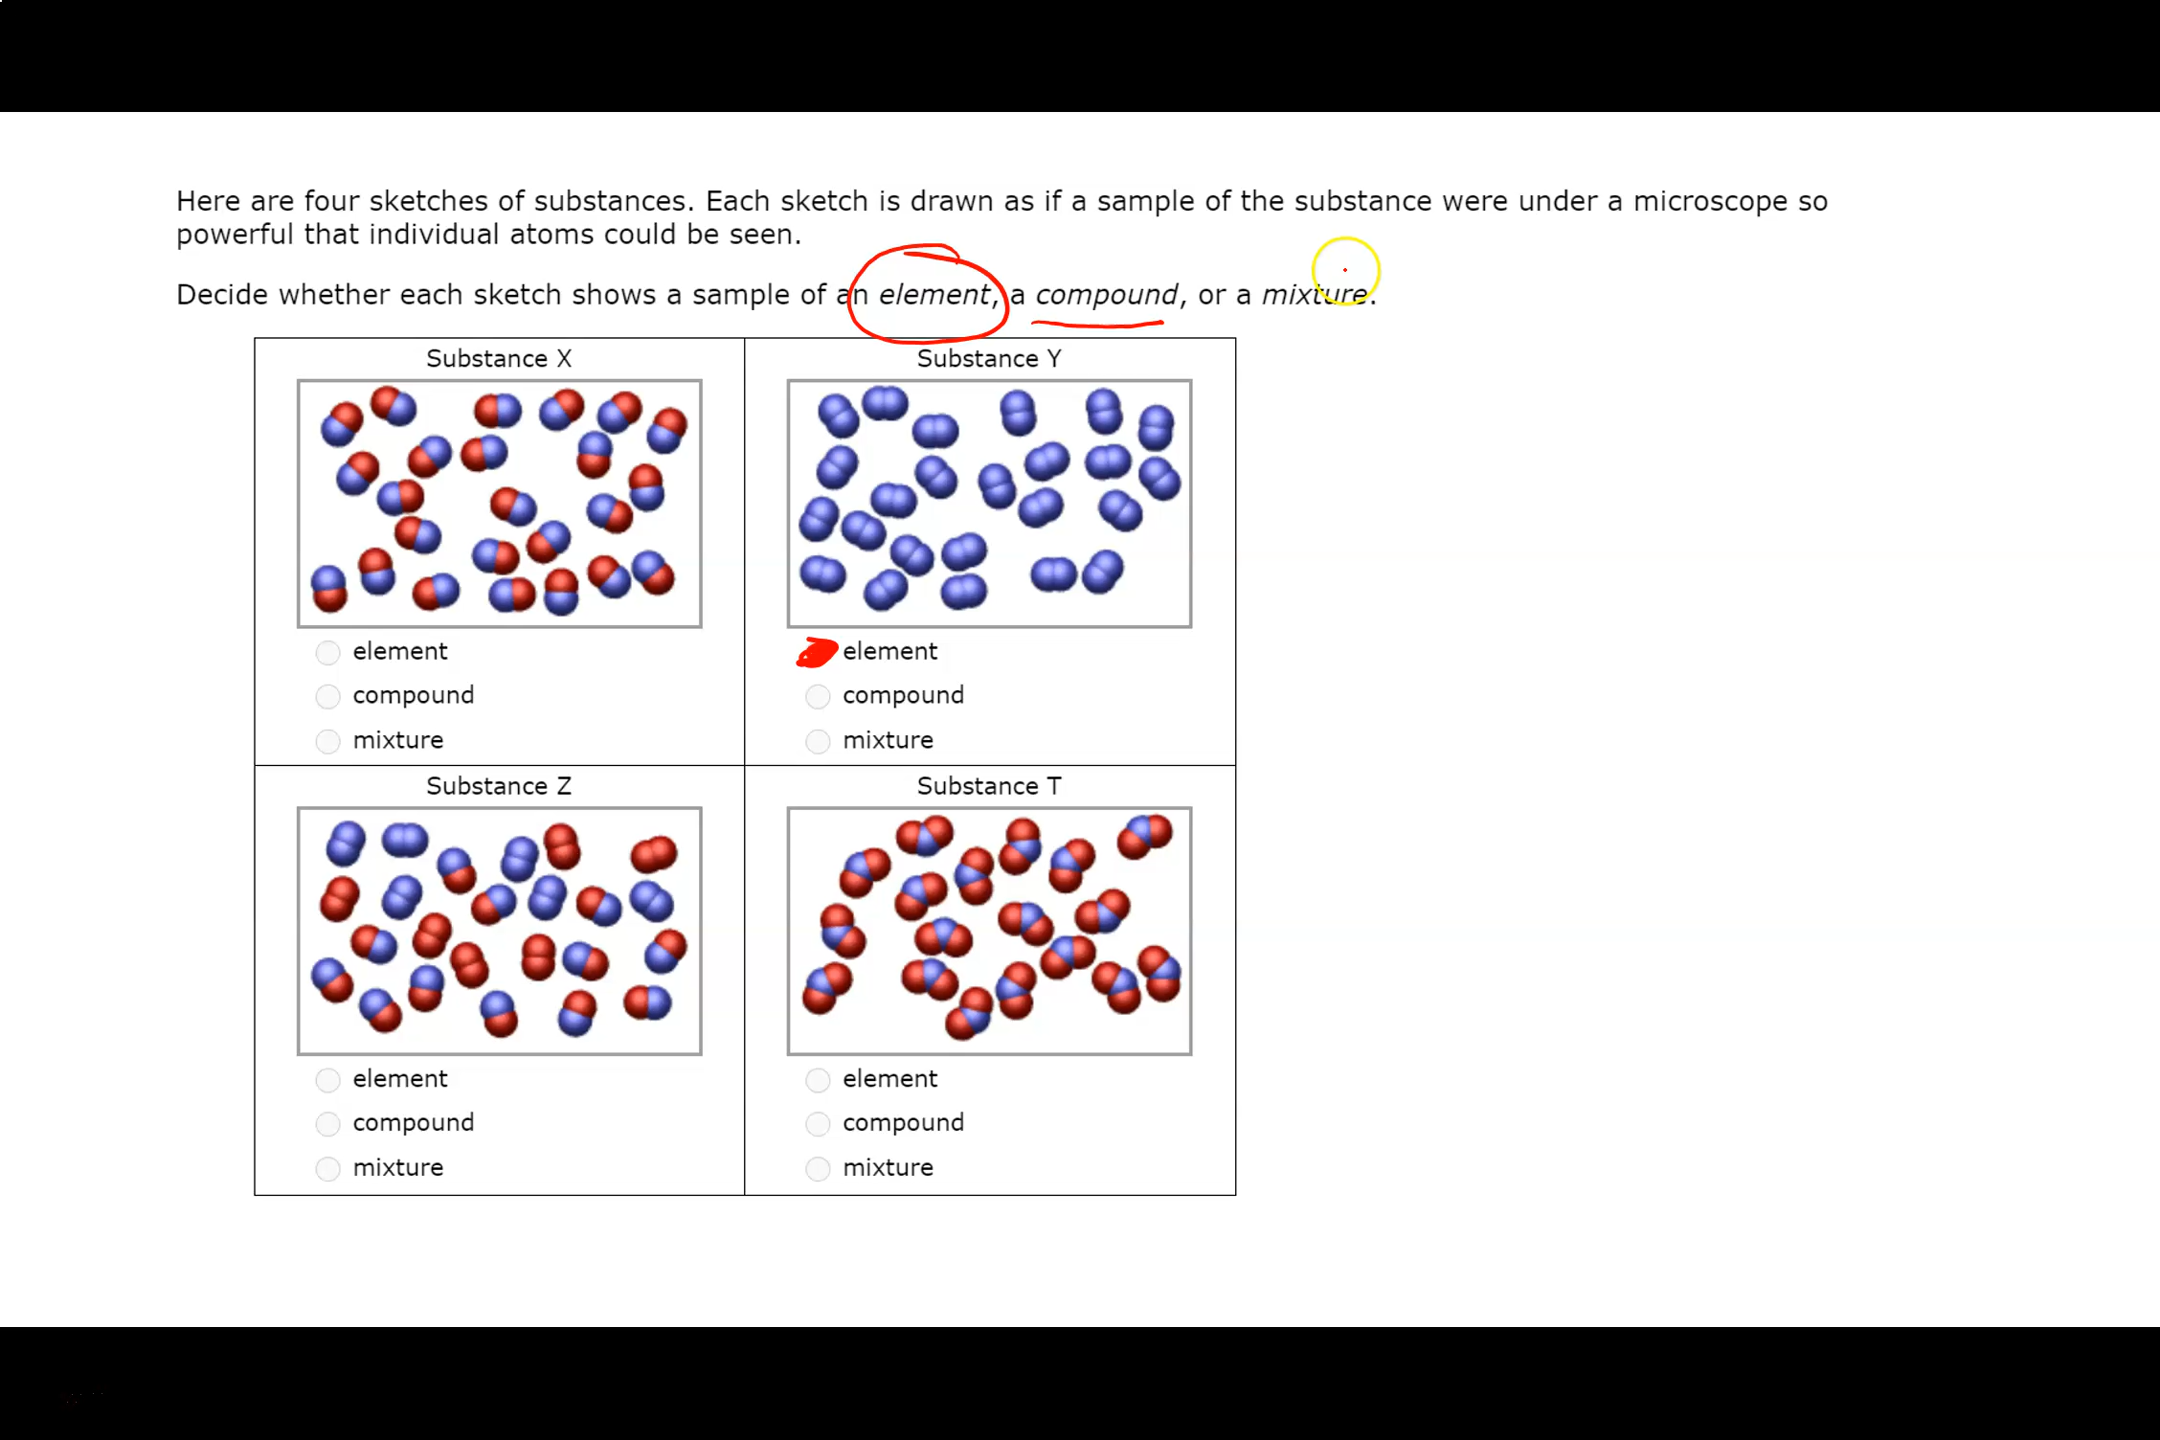 Here are four sketches of substances. Each sketch is drawn as if a sample of the substance were under a microscope so
powerful that individual atoms could be seen.
Decide whether each sketch shows a sample of an element, a compound, or a mixture.
Substance X
element
compound
mixture
Substance Y
element
compound
mixture
Substance Z
element
compound
mixture
Substance T
element
compound
mixture